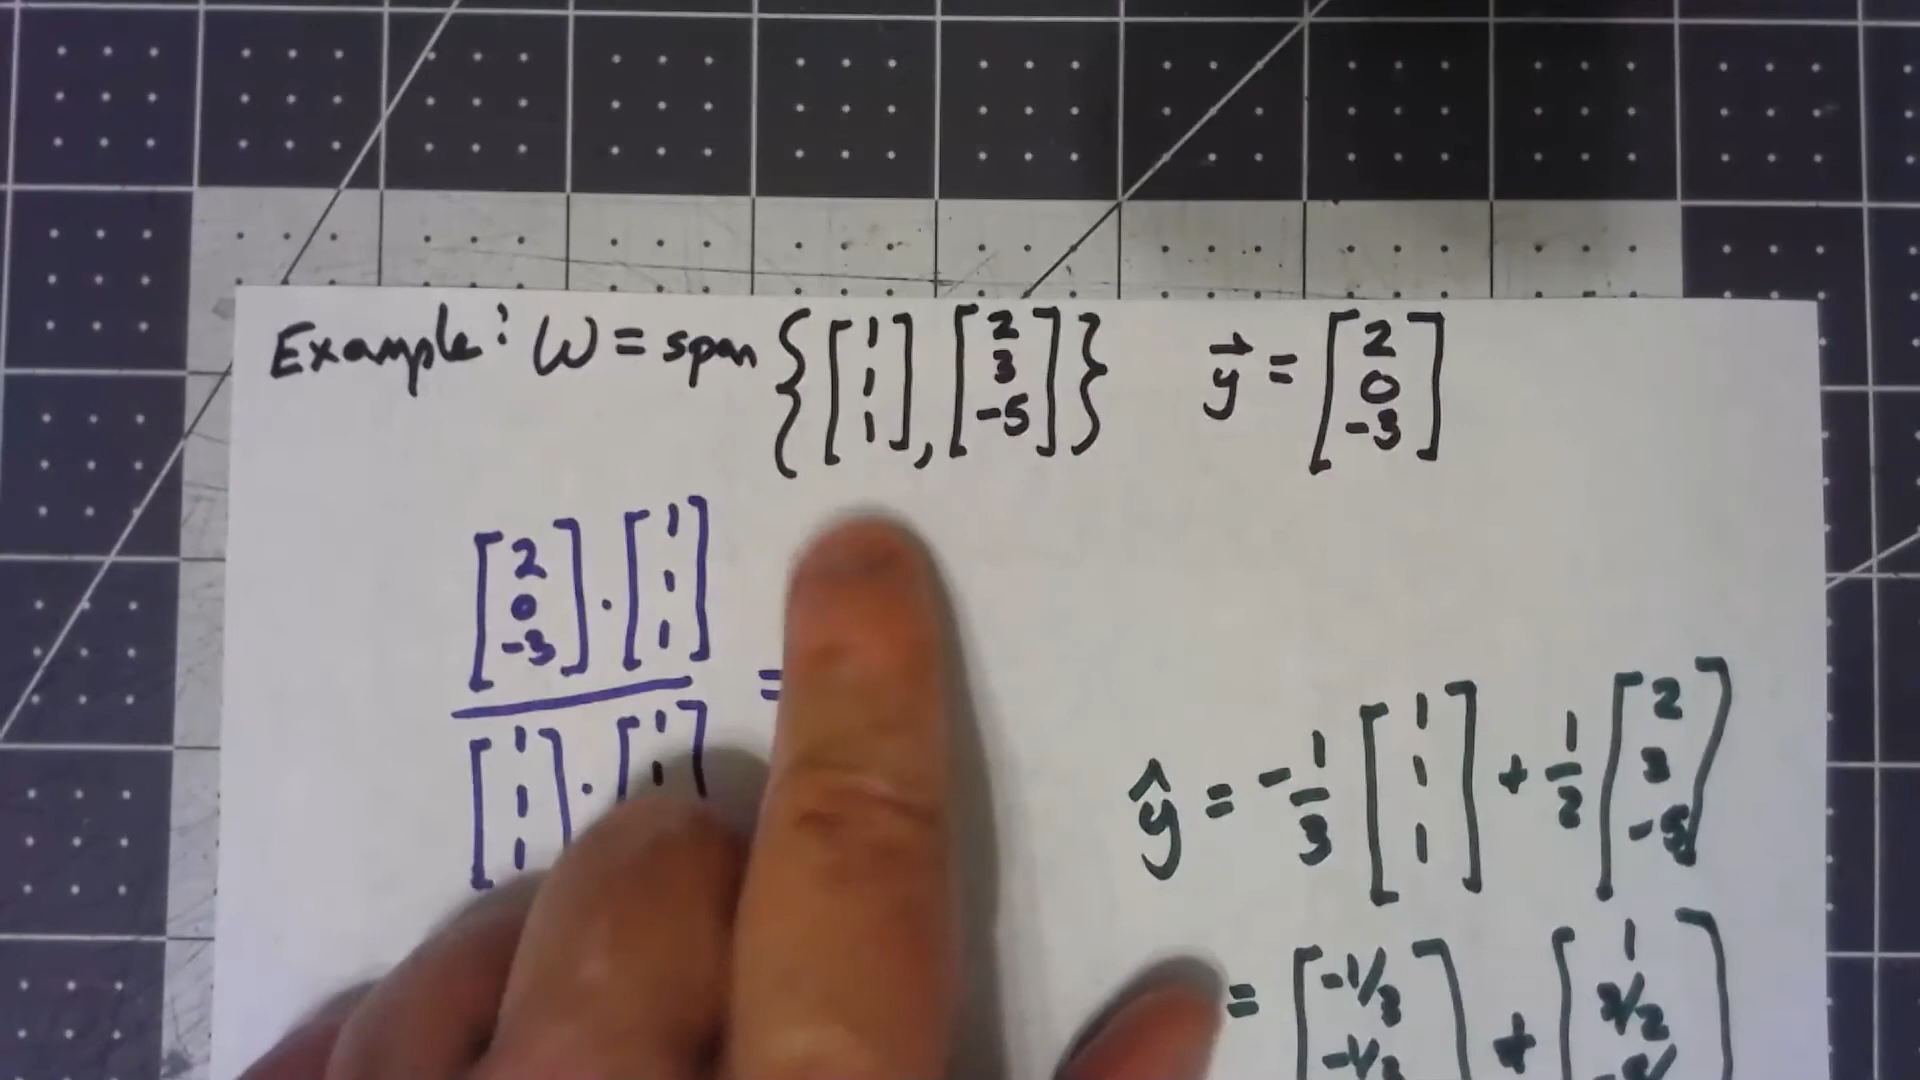 Example: W = span { [1 1 1], [2 3 -5] } y⃗ = [2 0 -3]
[2 0 -3] · [1 1 1]
=
[1 1 1] · [1 1
ŷ = -1/3 [1 1 1] + 1/2 [2 3 -5]
= [-1/3 -1/3 + [1 3/2